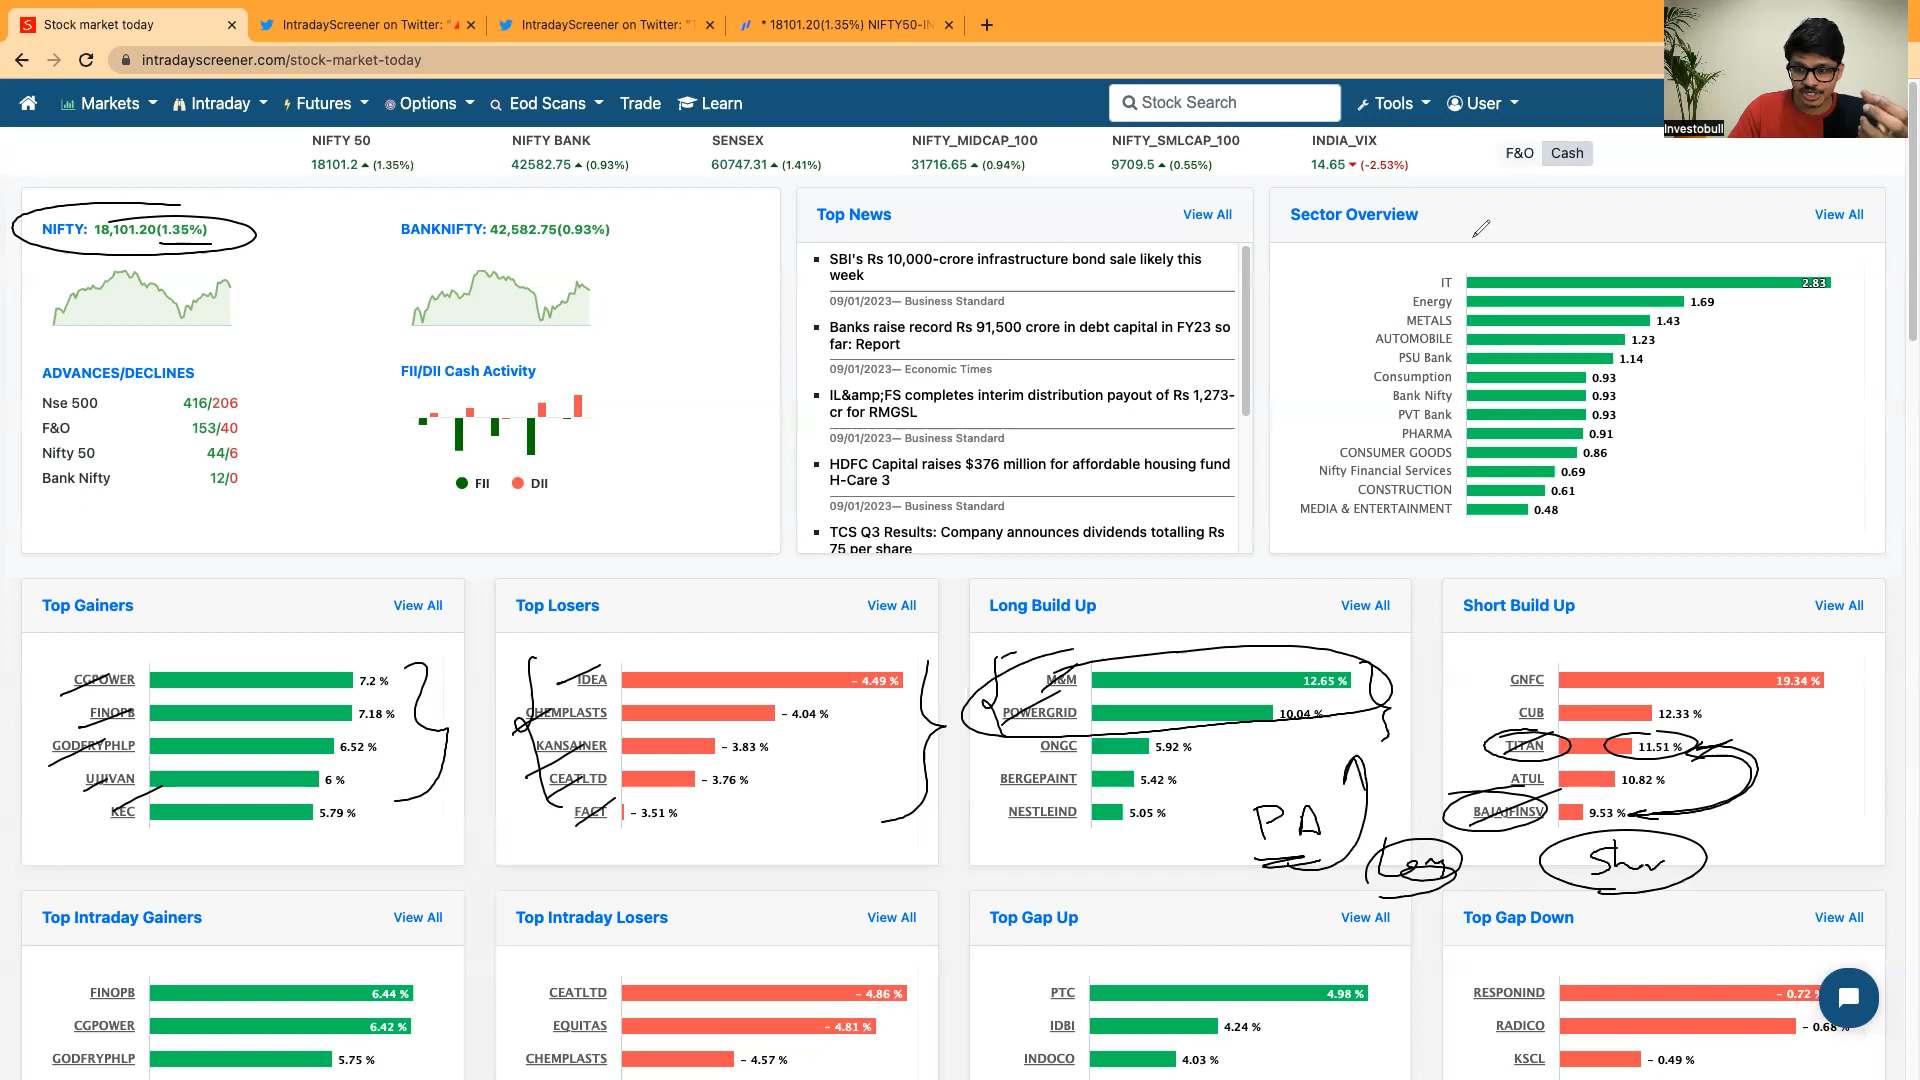 Stock market today
IntradayScreener on Twitter: "
IntradayScreener on Twitter: "
* 18101.20(1.35%) NIFTY50-IN
intradayscreener.com/stock-market-today
Markets Intraday Futures Options Eod Scans Trade Learn
Stock Search
Tools User
Investobull
NIFTY 50
18101.2 (1.35%)
NIFTY BANK
42582.75 (0.93%)
SENSEX
60747.31 (1.41%)
NIFTY_MIDCAP_100
31716.65 (0.94%)
NIFTY_SMLCAP_100
9709.5 (0.55%)
INDIA_VIX
14.65 (-2.53%)
F&O Cash
NIFTY: 18,101.20(1.35%)
BANKNIFTY: 42,582.75(0.93%)
ADVANCES/DECLINES
Nse 500 416/206
F&O 153/40
Nifty 50 44/6
Bank Nifty 12/0
FII/DII Cash Activity
FII DII
Top News View All
SBI's Rs 10,000-crore infrastructure bond sale likely this
week
09/01/2023— Business Standard
Banks raise record Rs 91,500 crore in debt capital in FY23 so
far: Report
09/01/2023— Economic Times
IL&amp;FS completes interim distribution payout of Rs 1,273-
cr for RMGSL
09/01/2023— Business Standard
HDFC Capital raises $376 million for affordable housing fund
H-Care 3
09/01/2023— Business Standard
TCS Q3 Results: Company announces dividends totalling Rs
75 per share
Sector Overview View All
IT 2.83
Energy 1.69
METALS 1.43
AUTOMOBILE 1.23
PSU Bank 1.14
Consumption 0.93
Bank Nifty 0.93
PVT Bank 0.93
PHARMA 0.91
CONSUMER GOODS 0.86
Nifty Financial Services 0.69
CONSTRUCTION 0.61
MEDIA & ENTERTAINMENT 0.48
Top Gainers View All
CGPOWER 7.2 %
FINOPB 7.18 %
GODFRYPHLP 6.52 %
UJJIVAN 6 %
KEC 5.79 %
Top Losers View All
IDEA - 4.49 %
CHEMPLASTS - 4.04 %
KANSAINER - 3.83 %
CEATLTD - 3.76 %
FACT - 3.51 %
Long Build Up View All
M&M 12.65 %
POWERGRID 10.04 %
ONGC 5.92 %
BERGEPAINT 5.42 %
NESTLEIND 5.05 %
PA
Short Build Up View All
GNFC 19.34 %
CUB 12.33 %
TITAN 11.51 %
ATUL 10.82 %
BAJAJFINSV 9.53 %
Top Intraday Gainers View All
FINOPB 6.44 %
CGPOWER 6.42 %
GODFRYPHLP 5.75 %
Top Intraday Losers View All
CEATLTD - 4.86 %
EQUITAS - 4.81 %
CHEMPLASTS - 4.57 %
Top Gap Up View All
PTC 4.98 %
IDBI 4.24 %
INDOCO 4.03 %
Top Gap Down View All
RESPONIND - 0.72 %
RADICO - 0.68 %
KSCL - 0.49 %